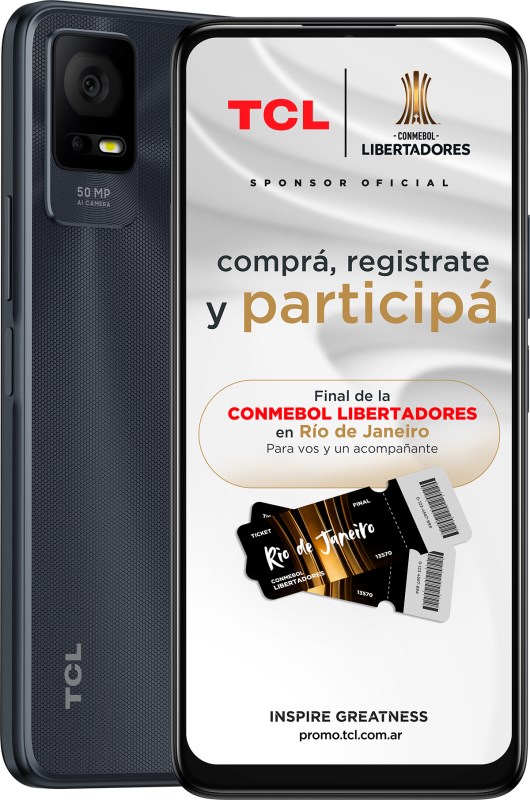 50 MP
AI CAMERA
TCL
TCL
- CONMEBOL -
LIBERTADORES
SPONSOR OFICIAL
comprá, registrate
y participá
Final de la
CONMEBOL LIBERTADORES
en Río de Janeiro
Para vos y un acompañante
TICKET
FINAL
Rio de Janeiro
CONMEBOL
LIBERTADORES
13570
13570
INSPIRE GREATNESS
promo.tcl.com.ar